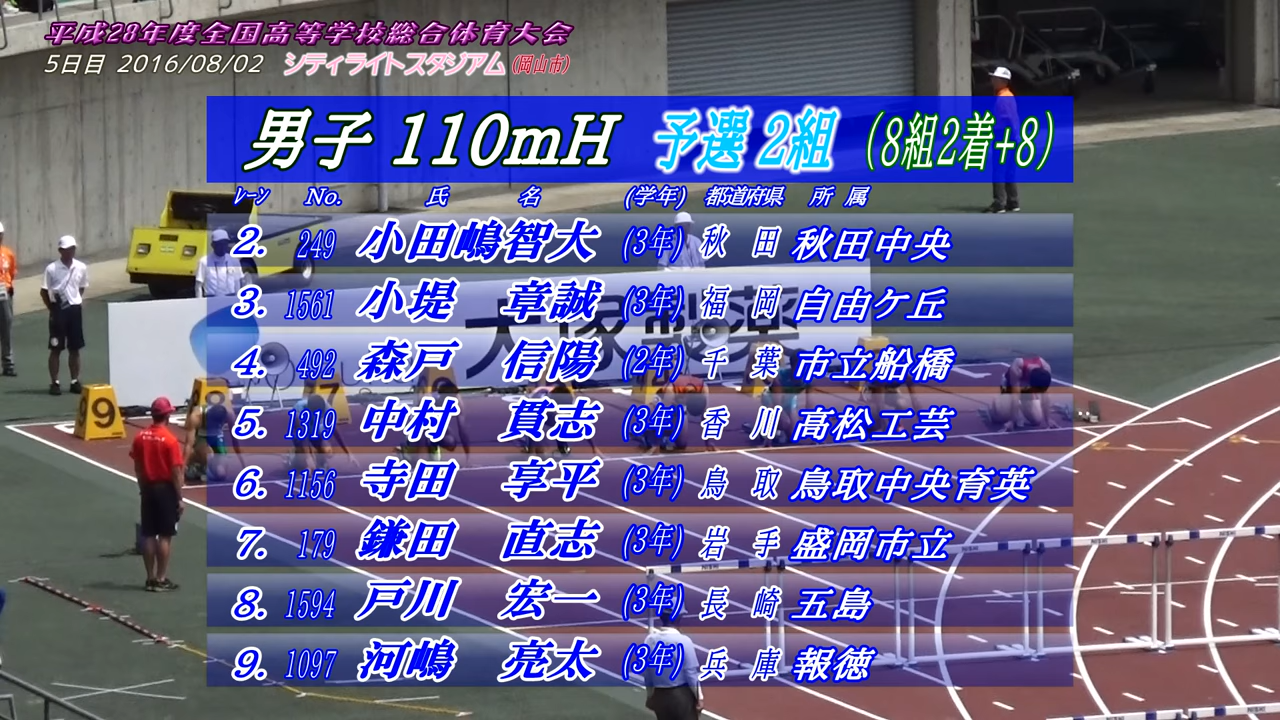 平成28年度全国高等学校総合体育大会
5日目 2016/08/02 シティライトスタジアム(岡山市)
男子 110mH 予選 2組 (8組2着+8)
ﾚｰﾝ No. 氏 名 (学年) 都道府県 所 属
2. 249 小田嶋智大 (3年) 秋 田 秋田中央
3. 1561 小堤 章誠 (3年) 福 岡 自由ケ丘
4. 492 森戸 信陽 (2年) 千 葉 市立船橋
5. 1319 中村 貫志 (3年) 香 川 高松工芸
6. 1156 寺田 享平 (3年) 鳥 取 鳥取中央育英
7. 179 鎌田 直志 (3年) 岩 手 盛岡市立
8. 1594 戸川 宏一 (3年) 長 崎 五島
9. 1097 河嶋 亮太 (3年) 兵 庫 報徳
大塚製薬
9
8
7